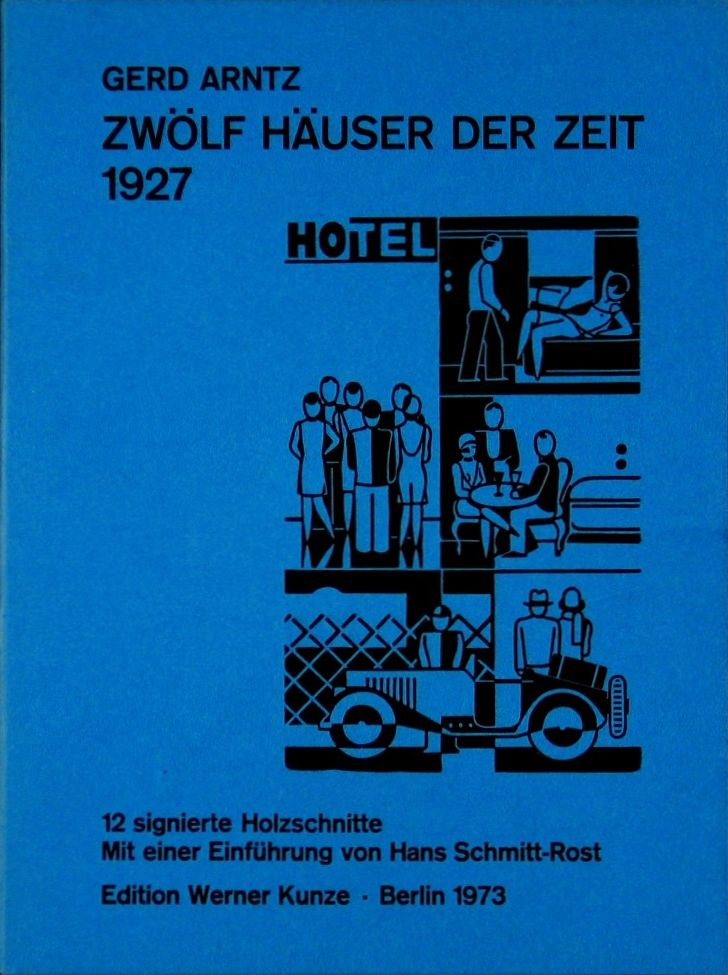 GERD ARNTZ
ZWÖLF HÄUSER DER ZEIT
1927
HOTEL
12 signierte Holzschnitte
Mit einer Einführung von Hans Schmitt-Rost
Edition Werner Kunze · Berlin 1973